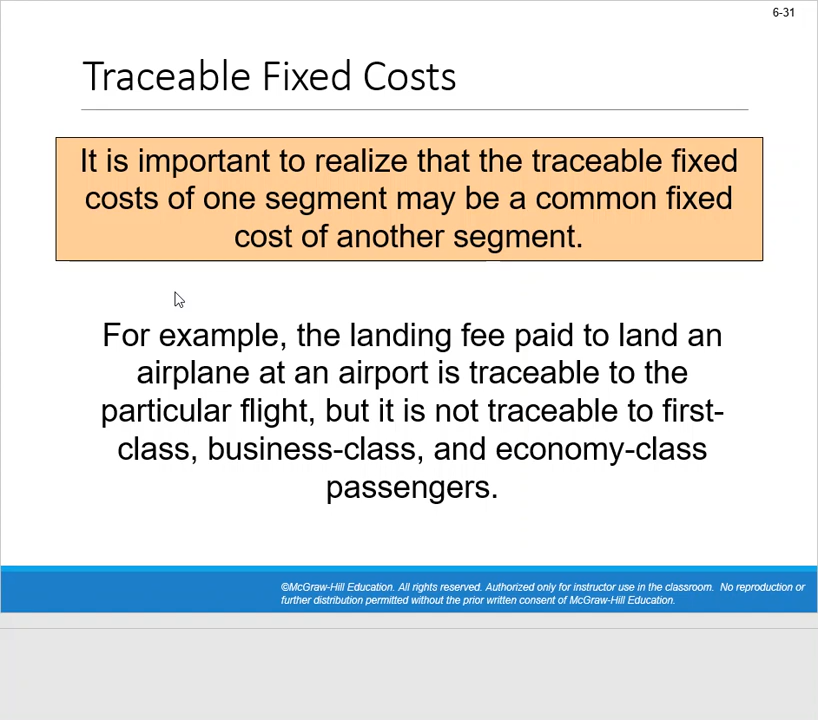 6-31
Traceable Fixed Costs
It is important to realize that the traceable fixed
costs of one segment may be a common fixed
cost of another segment.
For example, the landing fee paid to land an
airplane at an airport is traceable to the
particular flight, but it is not traceable to first-
class, business-class, and economy-class
passengers.
©McGraw-Hill Education. All rights reserved. Authorized only for instructor use in the classroom.  No reproduction or
further distribution permitted without the prior written consent of McGraw-Hill Education.